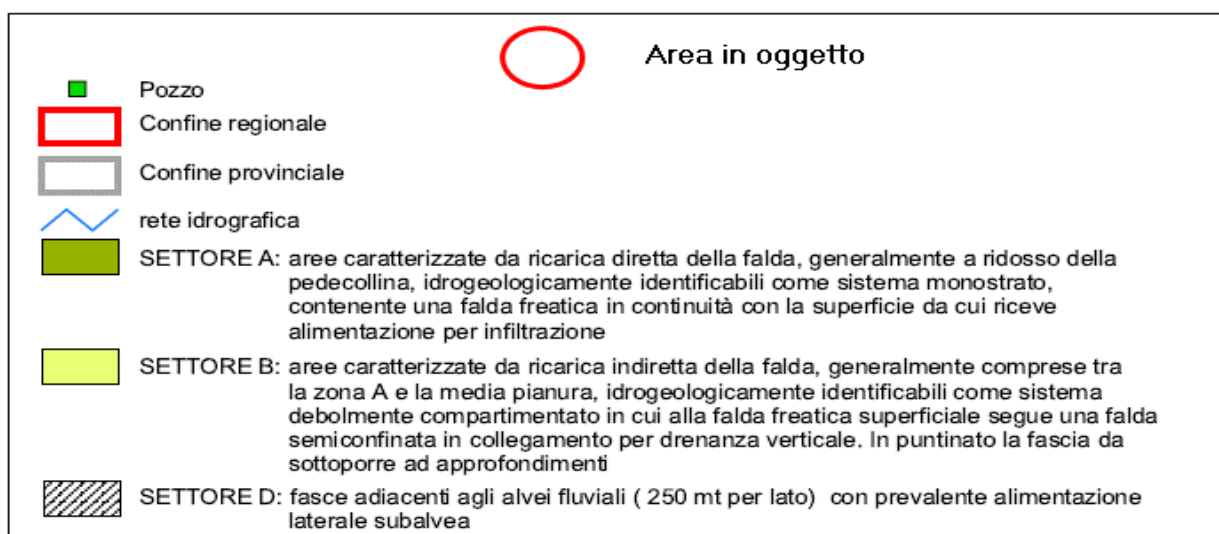 Area in oggetto
Pozzo
Confine regionale
Confine provinciale
rete idrografica
SETTORE A: aree caratterizzate da ricarica diretta della falda, generalmente a ridosso della
pedecollina, idrogeologicamente identificabili come sistema monostrato,
contenente una falda freatica in continuità con la superficie da cui riceve
alimentazione per infiltrazione
SETTORE B: aree caratterizzate da ricarica indiretta della falda, generalmente comprese tra
la zona A e la media pianura, idrogeologicamente identificabili come sistema
debolmente compartimentato in cui alla falda freatica superficiale segue una falda
semiconfinata in collegamento per drenanza verticale. In puntinato la fascia da
sottoporre ad approfondimenti
SETTORE D: fasce adiacenti agli alvei fluviali ( 250 mt per lato) con prevalente alimentazione
laterale subalvea